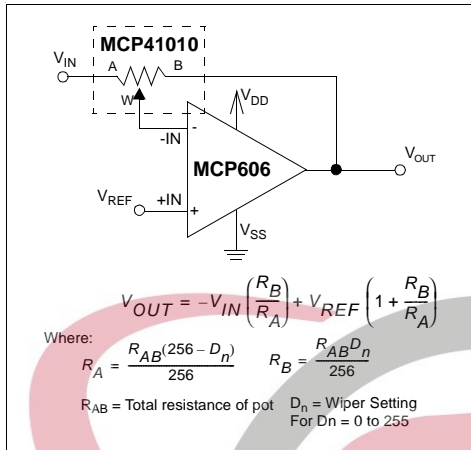 MCP41010
V_IN A B
W
V_DD
-IN -
MCP606
V_OUT
V_REF +IN +
V_SS
V_OUT = -V_IN (R_B / R_A) + V_REF (1 + R_B / R_A)
Where:
R_A = R_AB(256 - D_n) / 256 R_B = R_AB D_n / 256
R_AB = Total resistance of pot D_n = Wiper Setting
For Dn = 0 to 255